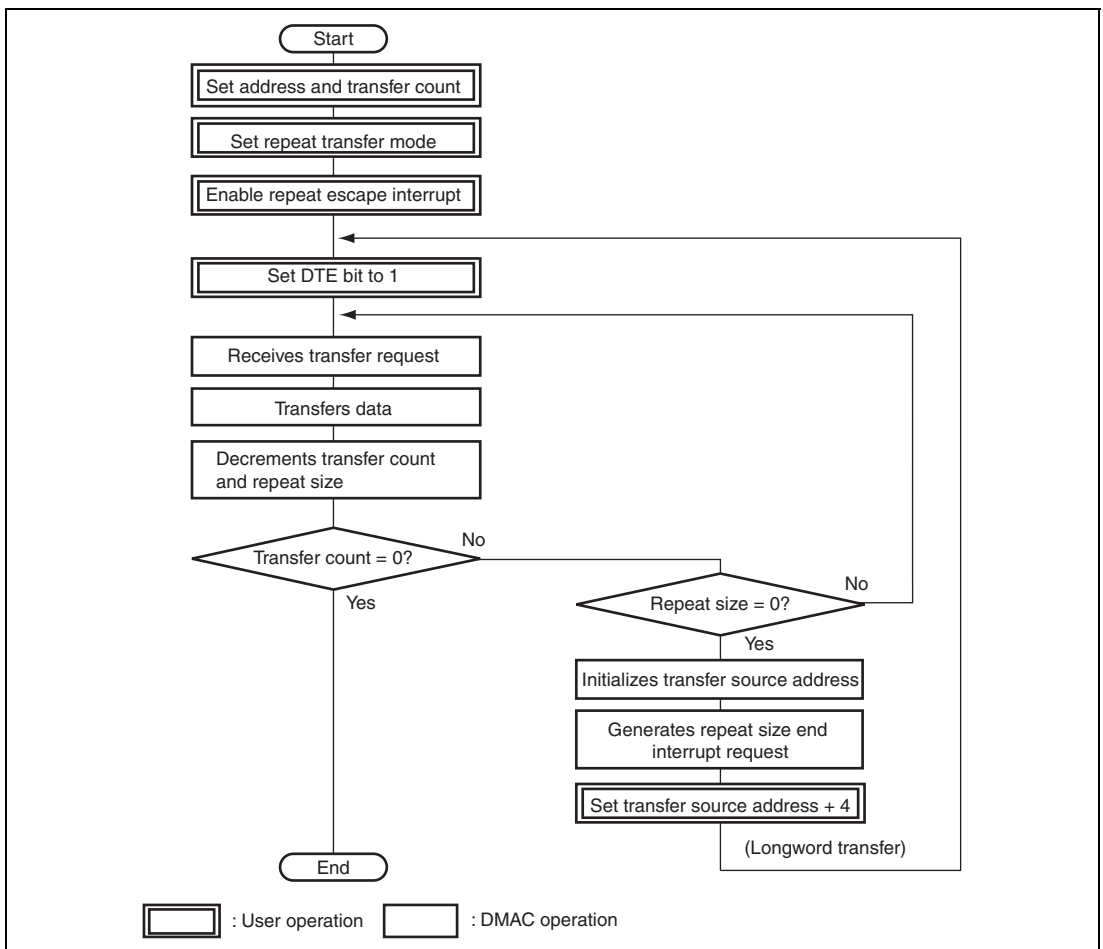 Start
Set address and transfer count
Set repeat transfer mode
Enable repeat escape interrupt
Set DTE bit to 1
Receives transfer request
Transfers data
Decrements transfer count
and repeat size
Transfer count = 0?
No
Yes
Repeat size = 0?
No
Yes
Initializes transfer source address
Generates repeat size end
interrupt request
Set transfer source address + 4
(Longword transfer)
End
: User operation
: DMAC operation